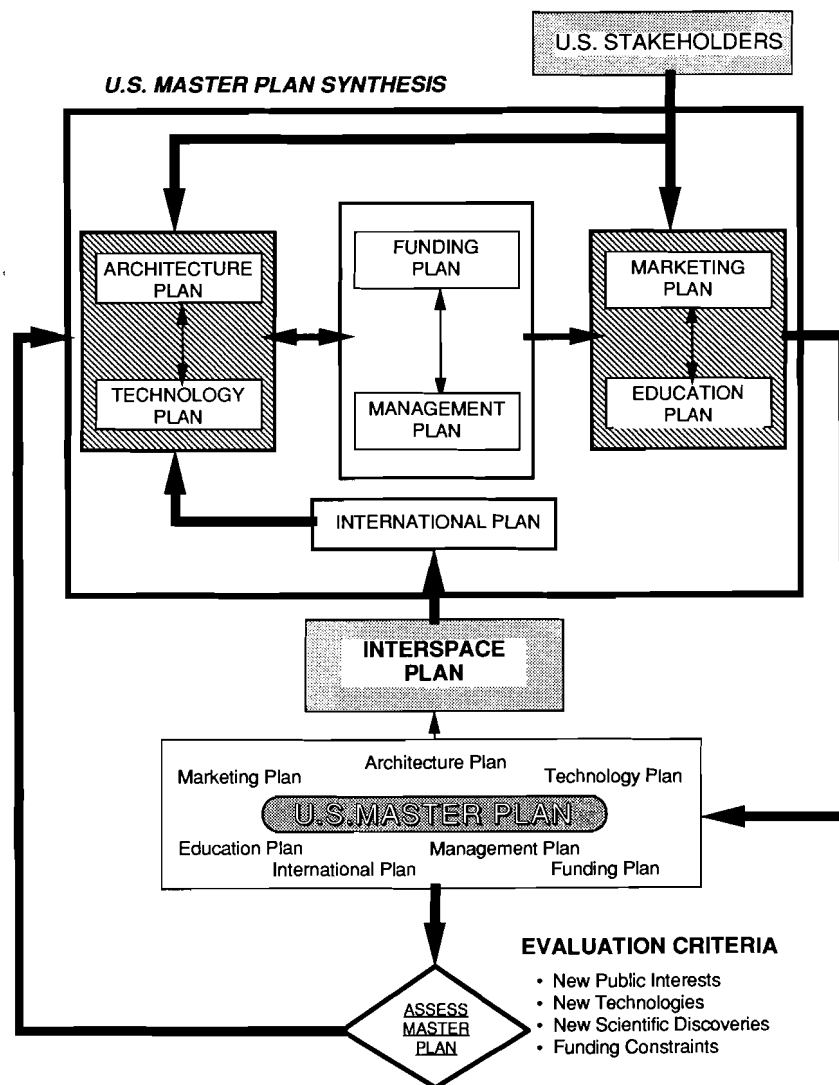 U.S. STAKEHOLDERS
U.S. MASTER PLAN SYNTHESIS
ARCHITECTURE
PLAN
TECHNOLOGY
PLAN
FUNDING
PLAN
MANAGEMENT
PLAN
MARKETING
PLAN
EDUCATION
PLAN
INTERNATIONAL PLAN
INTERSPACE
PLAN
Architecture Plan
Marketing Plan
Technology Plan
U.S.MASTER PLAN
Education Plan
Management Plan
International Plan
Funding Plan
ASSESS
MASTER
PLAN
EVALUATION CRITERIA
• New Public Interests
• New Technologies
• New Scientific Discoveries
• Funding Constraints